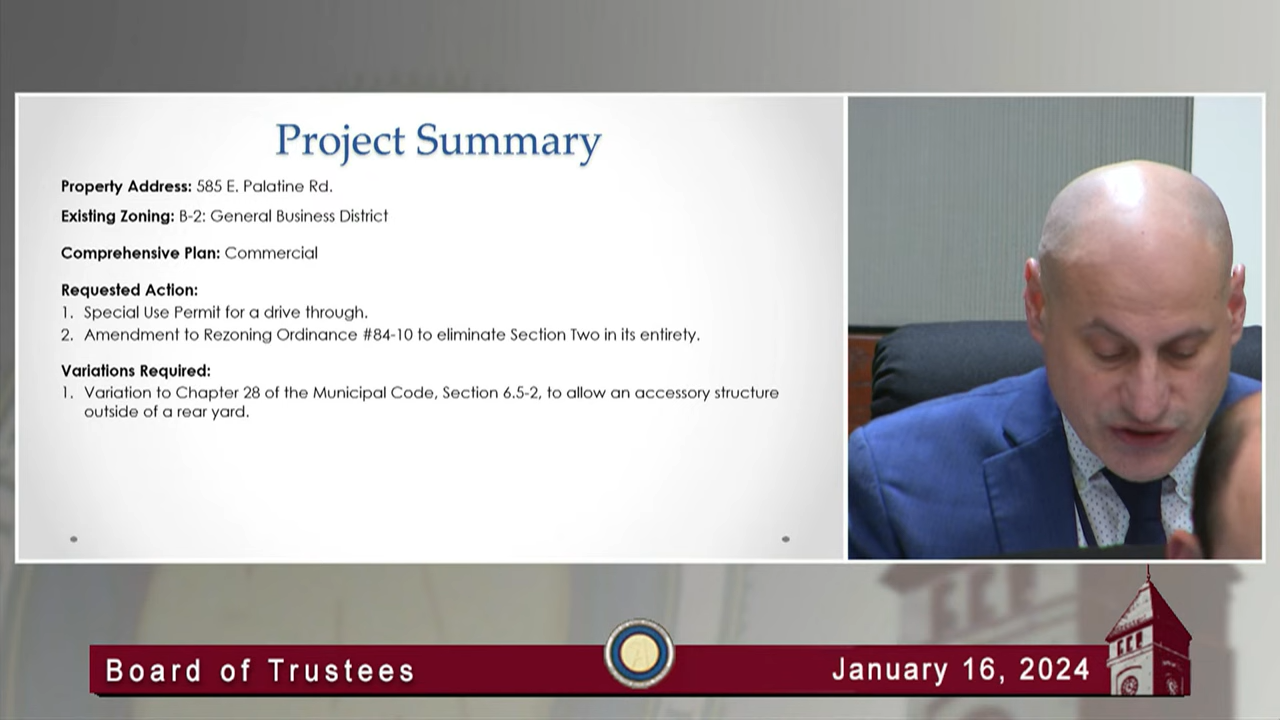 Project Summary
Property Address: 585 E. Palatine Rd.
Existing Zoning: B-2: General Business District
Comprehensive Plan: Commercial
Requested Action:
1. Special Use Permit for a drive through.
2. Amendment to Rezoning Ordinance #84-10 to eliminate Section Two in its entirety.
Variations Required:
1. Variation to Chapter 28 of the Municipal Code, Section 6.5-2, to allow an accessory structure
outside of a rear yard.
Board of Trustees
January 16, 2024